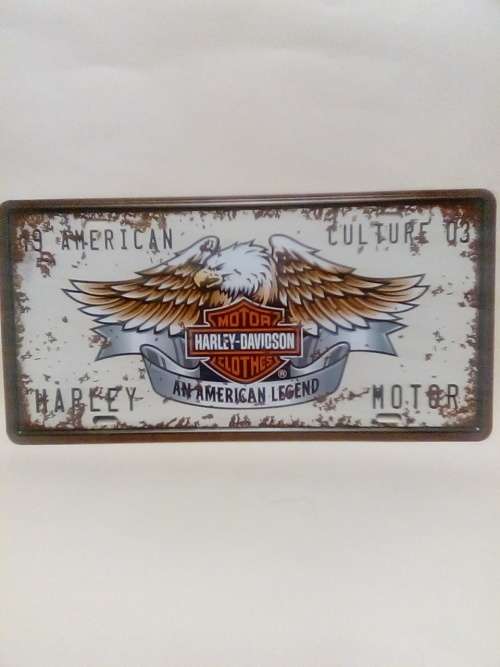 19 AMERICAN CULTURE 03
MOTOR
HARLEY-DAVIDSON
CLOTHES
®
AN AMERICAN LEGEND
HARLEY MOTOR